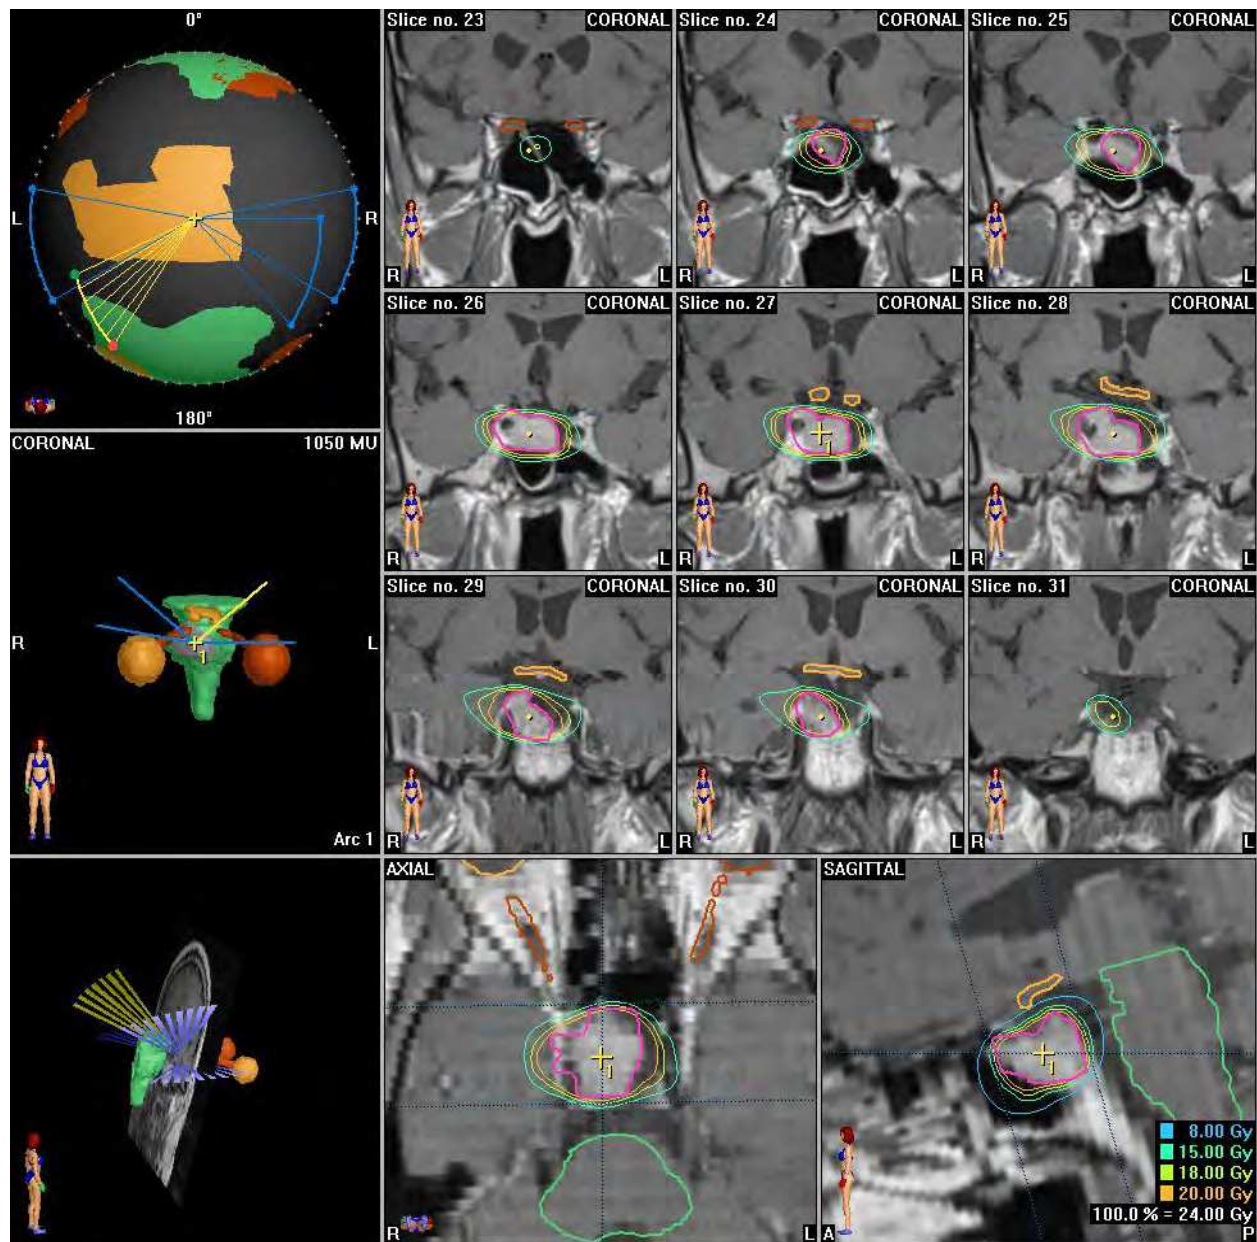 0°
L
R
180°
Slice no. 23 CORONAL
R L
Slice no. 24 CORONAL
R L
Slice no. 25 CORONAL
R L
Slice no. 26 CORONAL
R L
Slice no. 27 CORONAL
1
R L
Slice no. 28 CORONAL
R L
CORONAL 1050 MU
R
L
1
Arc 1
Slice no. 29 CORONAL
R L
Slice no. 30 CORONAL
R L
Slice no. 31 CORONAL
R L
AXIAL
1
R L
SAGITTAL
1
8.00 Gy
15.00 Gy
18.00 Gy
20.00 Gy
100.0 % = 24.00 Gy
A P